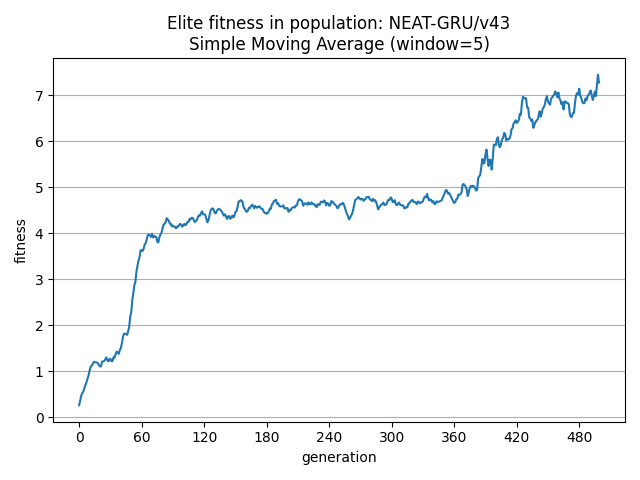 Elite fitness in population: NEAT-GRU/v43
Simple Moving Average (window=5)
fitness
7
6
5
4
3
2
1
0
0 60 120 180 240 300 360 420 480
generation